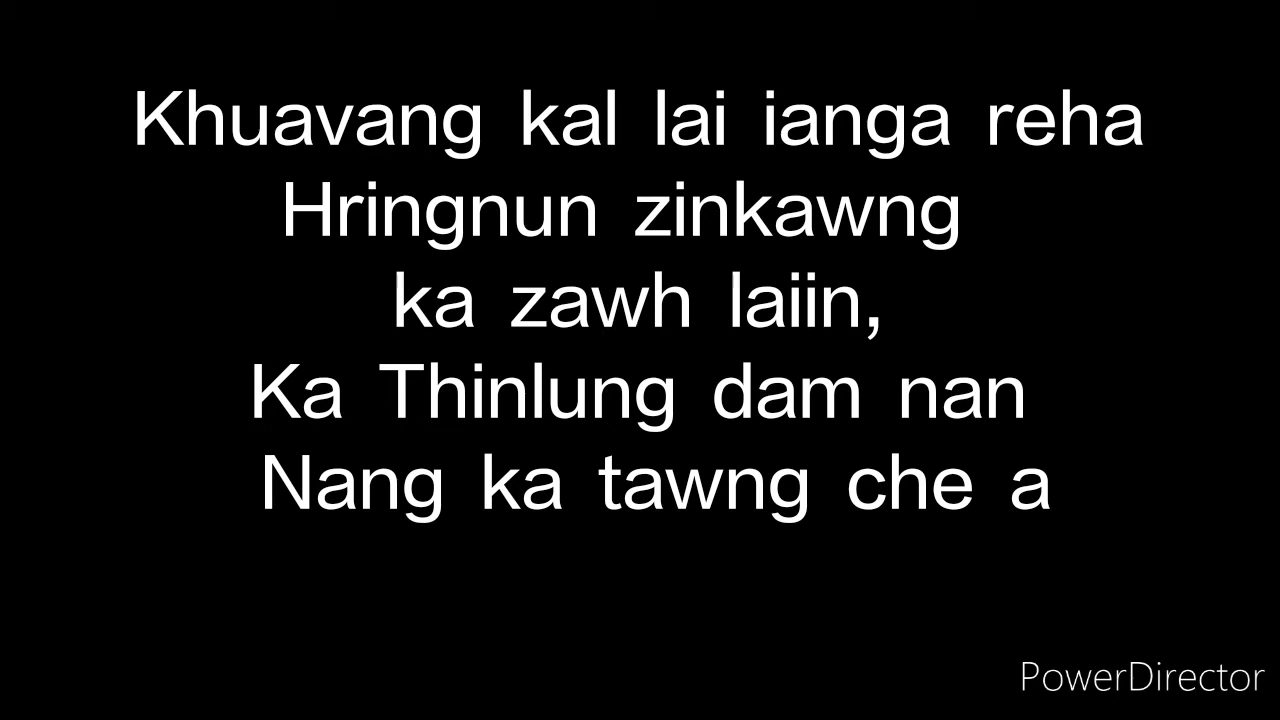 Khuavang kal lai ianga reha
Hringnun zinkawng
ka zawh laiin,
Ka Thinlung dam nan
Nang ka tawng che a
PowerDirector